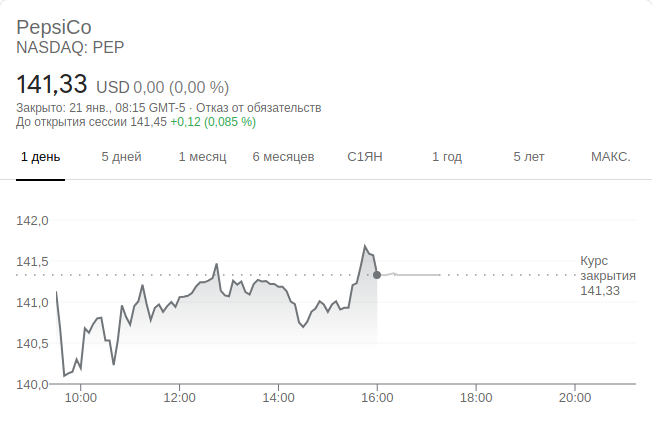 PepsiCo
NASDAQ: PEP
141,33 USD 0,00 (0,00 %)
Закрыто: 21 янв., 08:15 GMT-5 · Отказ от обязательств
До открытия сессии 141,45 +0,12 (0,085 %)
1 день 5 дней 1 месяц 6 месяцев С1ЯН 1 год 5 лет МАКС.
142,0
141,5
Курс
закрытия
141,33
141,0
140,5
140,0
10:00 12:00 14:00 16:00 18:00 20:00